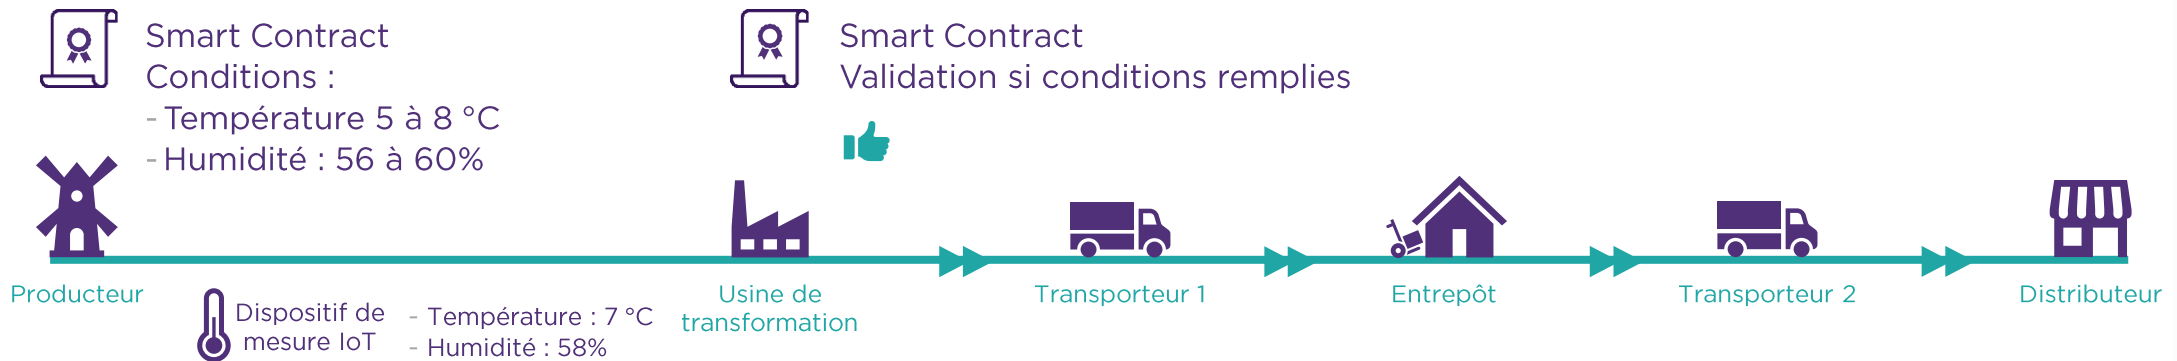 Smart Contract
Conditions :
- Température 5 à 8 °C
- Humidité : 56 à 60%
Smart Contract
Validation si conditions remplies
Producteur
Dispositif de
mesure IoT
- Température : 7 °C
- Humidité : 58%
Usine de
transformation
Transporteur 1
Entrepôt
Transporteur 2
Distributeur